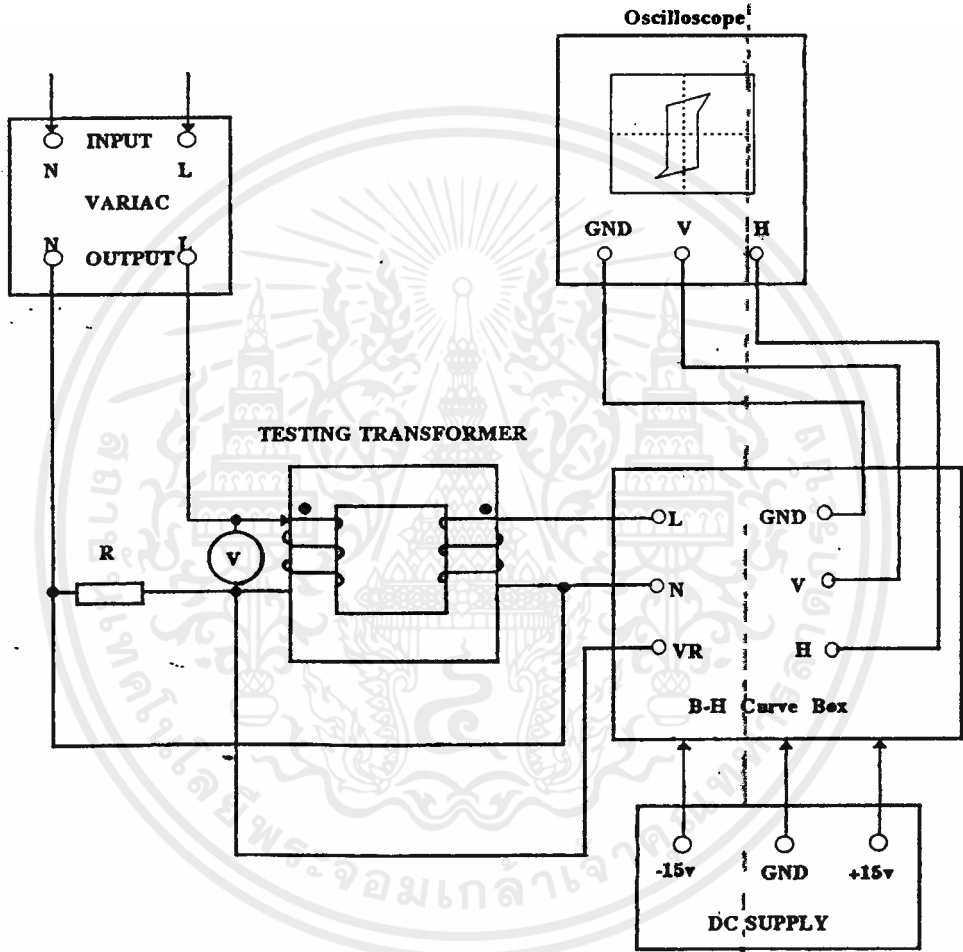 Oscilloscope
INPUT
N L
VARIAC
N L
OUTPUT
GND V H
TESTING TRANSFORMER
R
V
L
N
VR
GND
V
H
B-H Curve Box
-15v GND +15v
DC SUPPLY